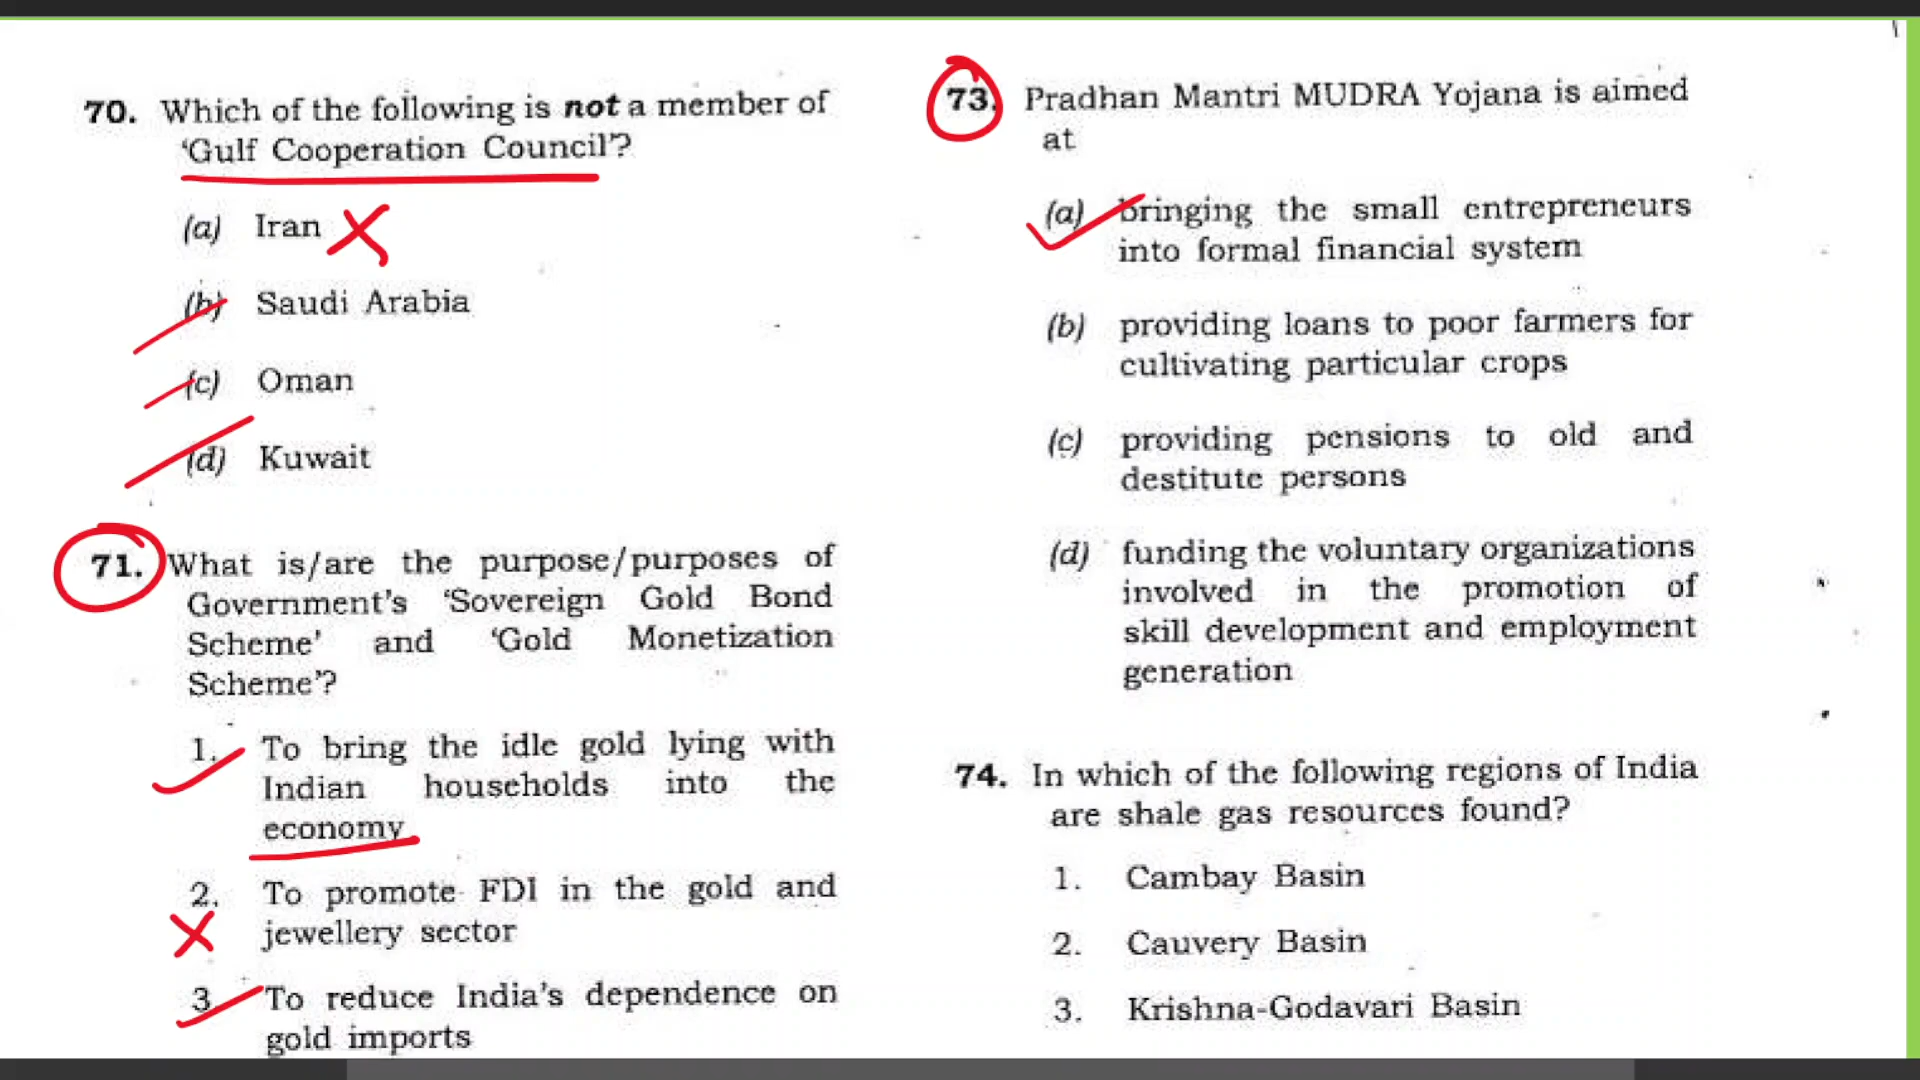 70. Which of the following is not a member of
‘Gulf Cooperation Council’?
(a) Iran
(b) Saudi Arabia
(c) Oman
(d) Kuwait
71. What is/are the purpose/purposes of
Government’s ‘Sovereign Gold Bond
Scheme’ and ‘Gold Monetization
Scheme’?
1. To bring the idle gold lying with
Indian households into the
economy
2. To promote FDI in the gold and
jewellery sector
3. To reduce India’s dependence on
gold imports
73. Pradhan Mantri MUDRA Yojana is aimed
at
(a) bringing the small entrepreneurs
into formal financial system
(b) providing loans to poor farmers for
cultivating particular crops
(c) providing pensions to old and
destitute persons
(d) funding the voluntary organizations
involved in the promotion of
skill development and employment
generation
74. In which of the following regions of India
are shale gas resources found?
1. Cambay Basin
2. Cauvery Basin
3. Krishna-Godavari Basin